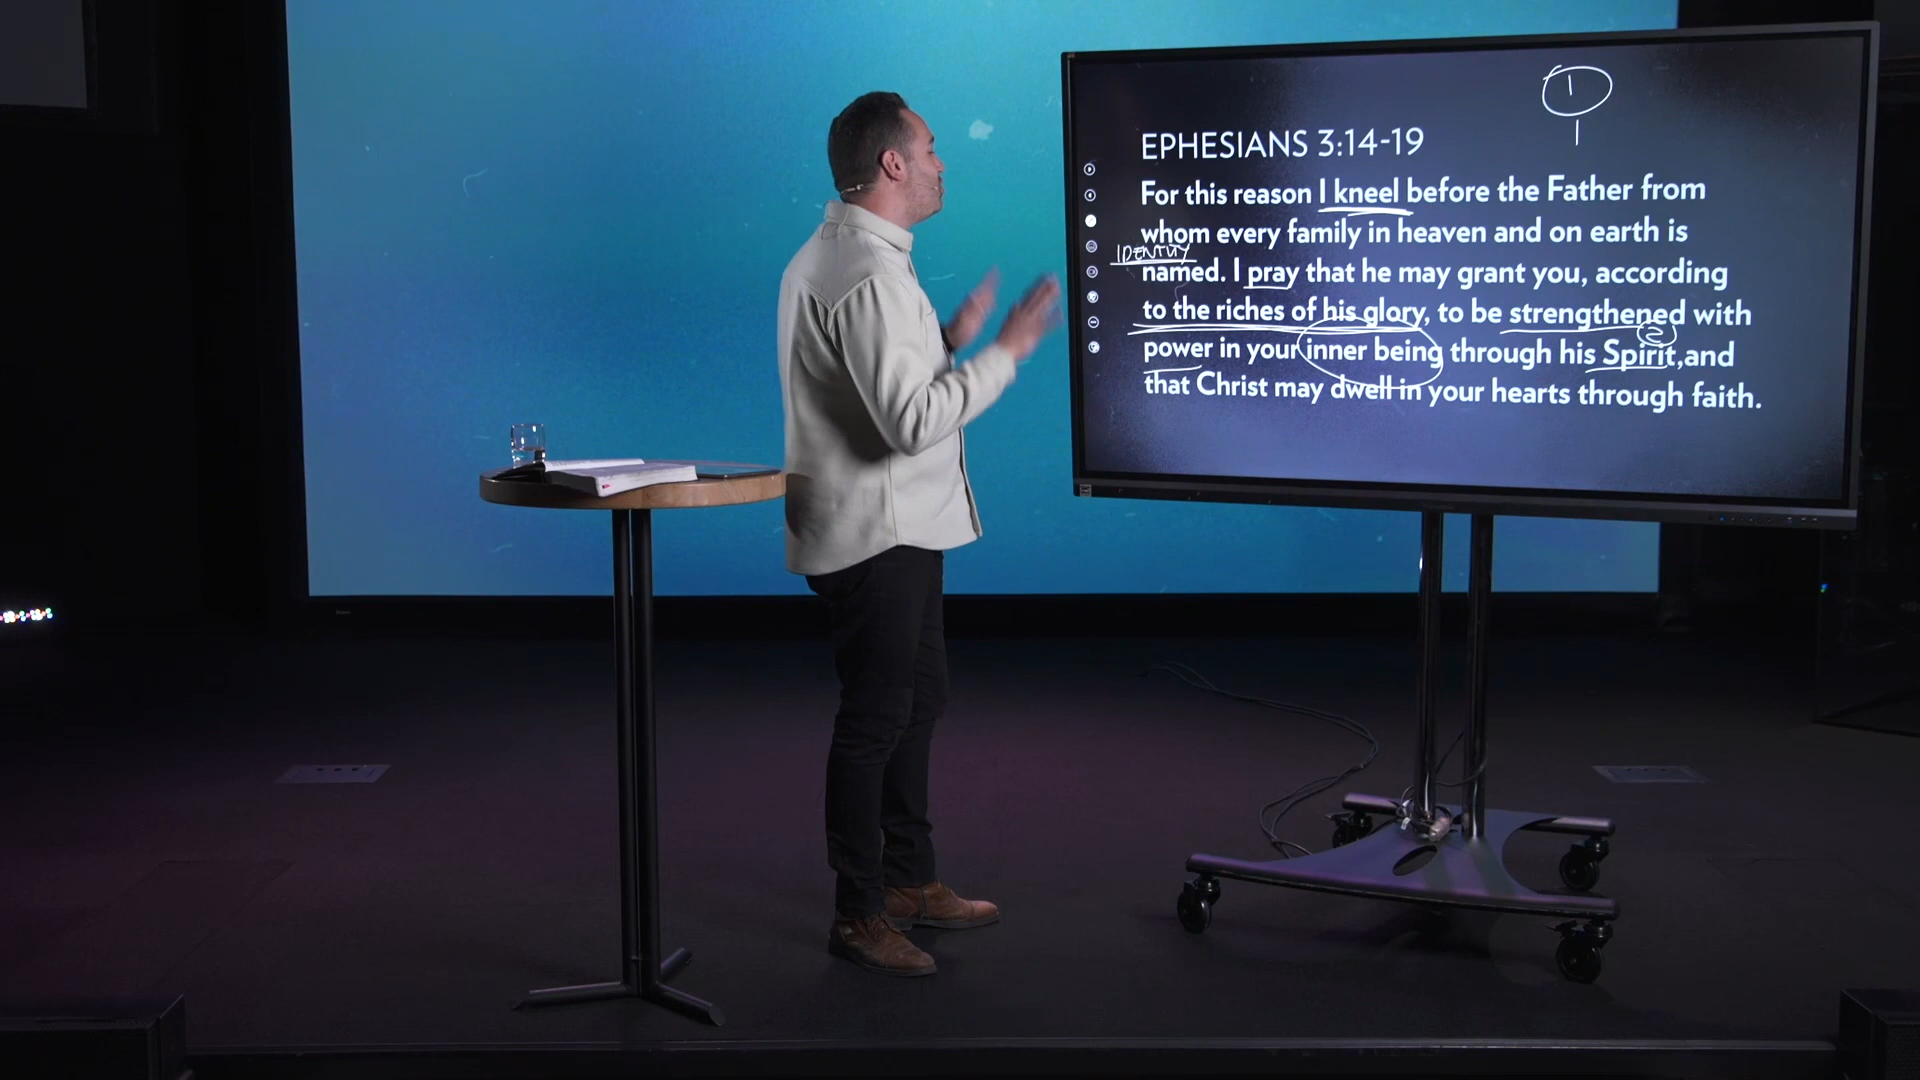 1
1
EPHESIANS 3:14-19
For this reason I kneel before the Father from
whom every family in heaven and on earth is
IDENTITY
named. I pray that he may grant you, according
to the riches of his glory, to be strengthened with
2
power in your inner being through his Spirit,and
that Christ may dwell in your hearts through faith.